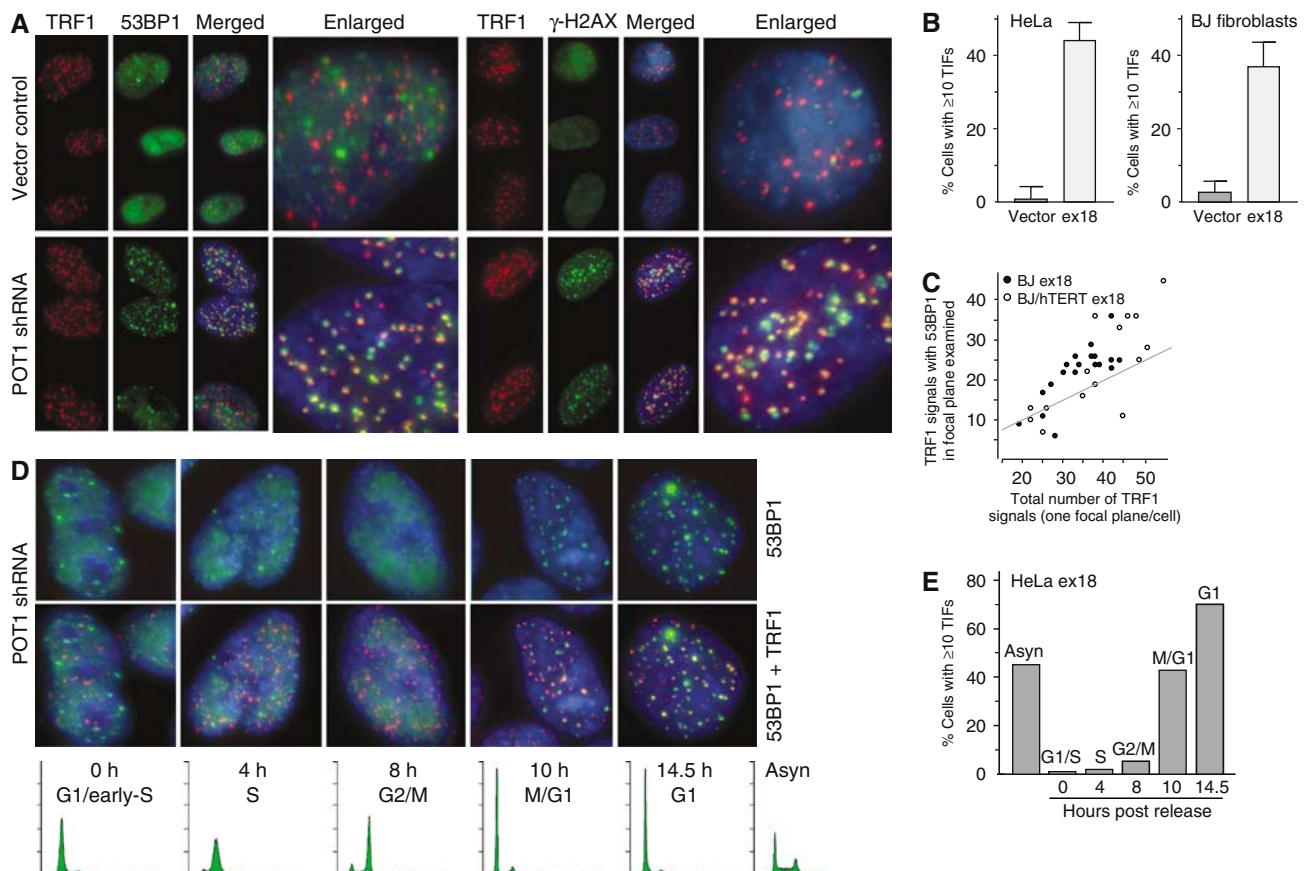 A
TRF1 53BP1 Merged Enlarged TRF1 γ-H2AX Merged Enlarged
Vector control
POT1 shRNA
B
HeLa
% Cells with ≥10 TIFs
40
20
0
Vector ex18
BJ fibroblasts
% Cells with ≥10 TIFs
40
20
0
Vector ex18
C
BJ ex18
BJ/hTERT ex18
TRF1 signals with 53BP1
in focal plane examined
40
30
20
10
20 30 40 50
Total number of TRF1
signals (one focal plane/cell)
D
POT1 shRNA
53BP1
53BP1 + TRF1
0 h 4 h 8 h 10 h 14.5 h Asyn
G1/early-S S G2/M M/G1 G1
E
HeLa ex18
% Cells with ≥10 TIFs
80
60
40
20
0
Asyn G1/S S G2/M M/G1 G1
0 4 8 10 14.5
Hours post release